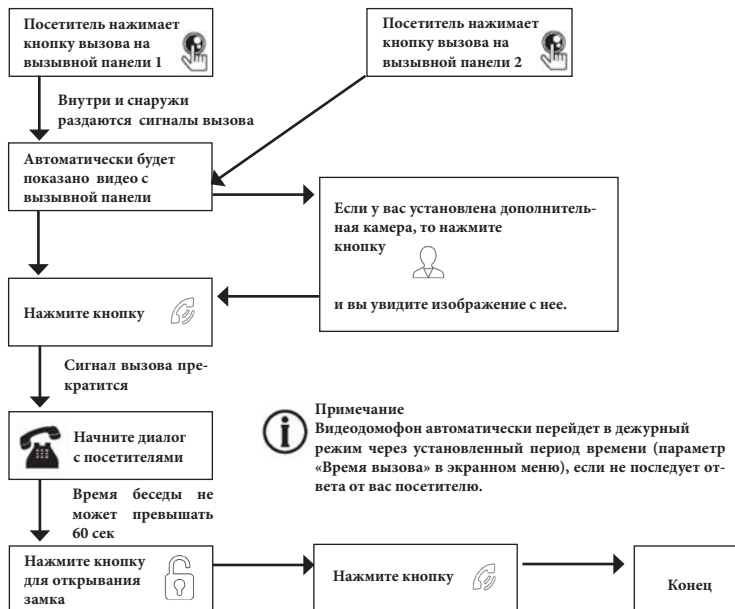 Посетитель нажимает
кнопку вызова на
вызывной панели 1
Посетитель нажимает
кнопку вызова на
вызывной панели 2
Внутри и снаружи
раздаются сигналы вызова
Автоматически будет
показано видео с
вызывной панели
Если у вас установлена дополнитель-
ная камера, то нажмите
кнопку
и вы увидите изображение с нее.
Нажмите кнопку
Сигнал вызова пре-
кратится
Начните диалог
с посетителями
Примечание
Видеодомофон автоматически перейдет в дежурный
режим через установленный период времени (параметр
«Время вызова» в экранном меню), если не последует от-
вета от вас посетителю.
Время беседы не
может превышать
60 сек
Нажмите кнопку
для открывания
замка
Нажмите кнопку
Конец